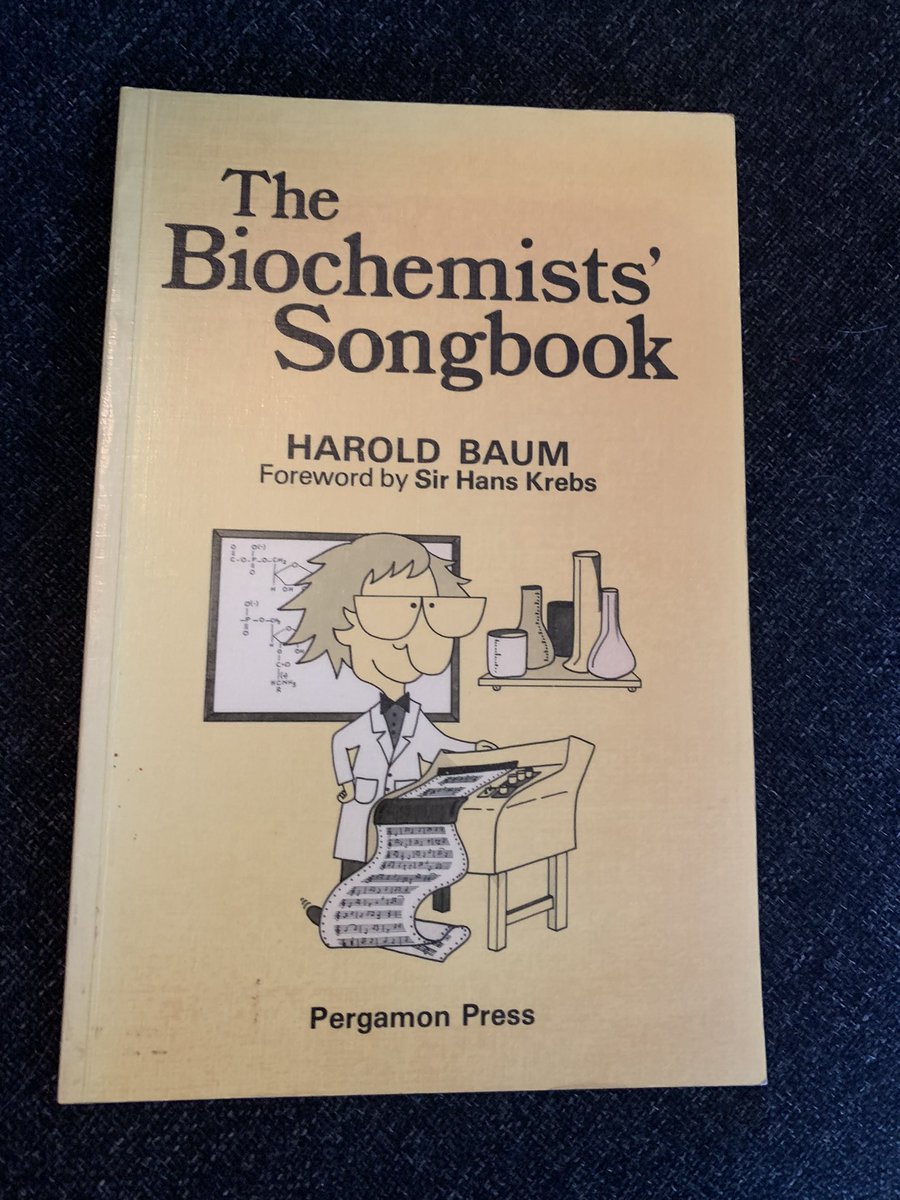 The
Biochemists'
Songbook
HAROLD BAUM
Foreword by Sir Hans Krebs
Pergamon Press